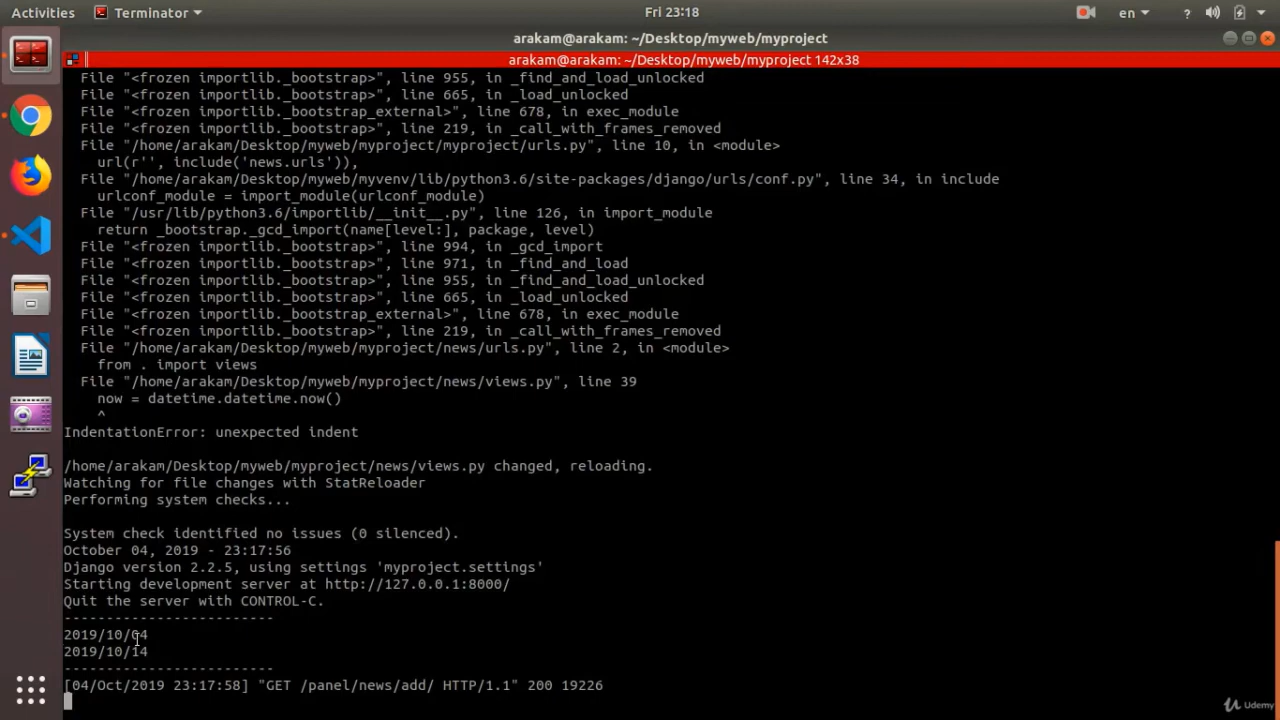 Activities
Terminator
Fri 23:18
en
arakam@arakam: ~/Desktop/myweb/myproject
arakam@arakam: ~/Desktop/myweb/myproject 142x38
File "<frozen importlib._bootstrap>", line 955, in _find_and_load_unlocked
File "<frozen importlib._bootstrap>", line 665, in _load_unlocked
File "<frozen importlib._bootstrap_external>", line 678, in exec_module
File "<frozen importlib._bootstrap>", line 219, in _call_with_frames_removed
File "/home/arakam/Desktop/myweb/myproject/myproject/urls.py", line 10, in <module>
url(r'', include('news.urls')),
File "/home/arakam/Desktop/myweb/myvenv/lib/python3.6/site-packages/django/urls/conf.py", line 34, in include
urlconf_module = import_module(urlconf_module)
File "/usr/lib/python3.6/importlib/__init__.py", line 126, in import_module
return _bootstrap._gcd_import(name[level:], package, level)
File "<frozen importlib._bootstrap>", line 994, in _gcd_import
File "<frozen importlib._bootstrap>", line 971, in _find_and_load
File "<frozen importlib._bootstrap>", line 955, in _find_and_load_unlocked
File "<frozen importlib._bootstrap>", line 665, in _load_unlocked
File "<frozen importlib._bootstrap_external>", line 678, in exec_module
File "<frozen importlib._bootstrap>", line 219, in _call_with_frames_removed
File "/home/arakam/Desktop/myweb/myproject/news/urls.py", line 2, in <module>
from . import views
File "/home/arakam/Desktop/myweb/myproject/news/views.py", line 39
now = datetime.datetime.now()
^
IndentationError: unexpected indent
/home/arakam/Desktop/myweb/myproject/news/views.py changed, reloading.
Watching for file changes with StatReloader
Performing system checks...
System check identified no issues (0 silenced).
October 04, 2019 - 23:17:56
Django version 2.2.5, using settings 'myproject.settings'
Starting development server at http://127.0.0.1:8000/
Quit the server with CONTROL-C.
-------------------------
2019/10/04
2019/10/14
-------------------------
[04/Oct/2019 23:17:58] "GET /panel/news/add/ HTTP/1.1" 200 19226
Udemy